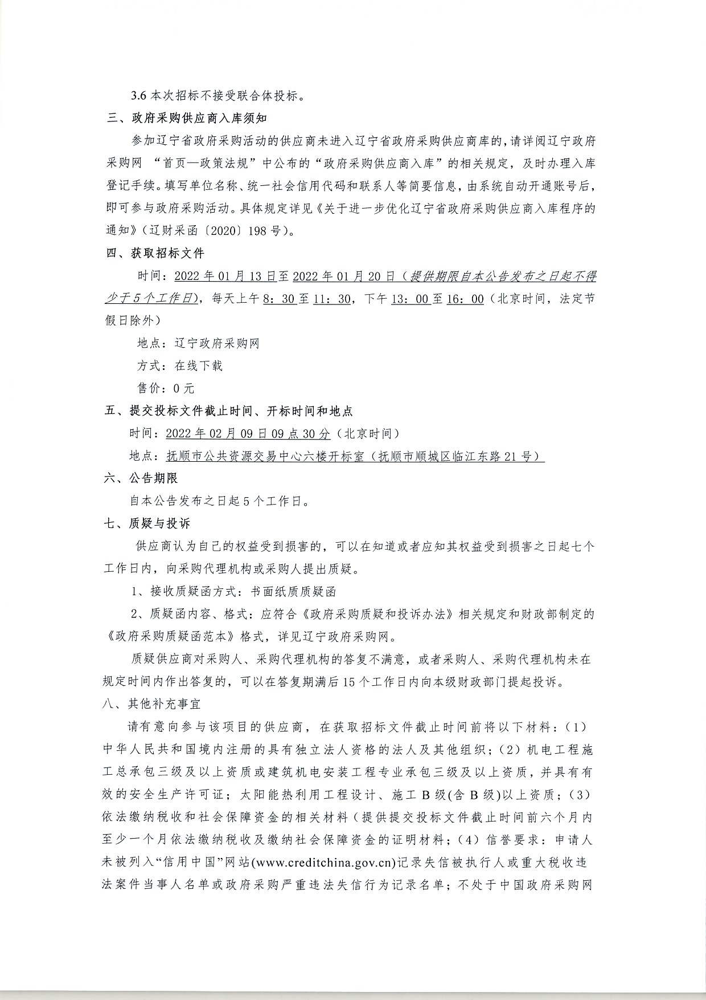 3.6 本次招标不接受联合体投标。
三、政府采购供应商入库须知
参加辽宁省政府采购活动的供应商未进入辽宁省政府采购供应商库的，请详阅辽宁政府
采购网 “首页—政策法规”中公布的“政府采购供应商入库”的相关规定，及时办理入库
登记手续。填写单位名称、统一社会信用代码和联系人等简要信息，由系统自动开通账号后，
即可参与政府采购活动。具体规定详见《关于进一步优化辽宁省政府采购供应商入库程序的
通知》（辽财采函〔2020〕198 号）。
四、获取招标文件
时间：2022 年 01 月 13 日至 2022 年 01 月 20 日（提供期限自本公告发布之日起不得
少于 5 个工作日），每天上午 8：30 至 11：30，下午 13：00 至 16：00（北京时间，法定节
假日除外）
地点：辽宁政府采购网
方式：在线下载
售价：0 元
五、提交投标文件截止时间、开标时间和地点
时间：2022 年 02 月 09 日 09 点 30 分（北京时间）
地点：抚顺市公共资源交易中心六楼开标室（抚顺市顺城区临江东路 21 号）
六、公告期限
自本公告发布之日起 5 个工作日。
七、质疑与投诉
供应商认为自己的权益受到损害的，可以在知道或者应知其权益受到损害之日起七个
工作日内，向采购代理机构或采购人提出质疑。
1、接收质疑函方式：书面纸质质疑函
2、质疑函内容、格式：应符合《政府采购质疑和投诉办法》相关规定和财政部制定的
《政府采购质疑函范本》格式，详见辽宁政府采购网。
质疑供应商对采购人、采购代理机构的答复不满意，或者采购人、采购代理机构未在
规定时间内作出答复的，可以在答复期满后 15 个工作日内向本级财政部门提起投诉。
八、其他补充事宜
请有意向参与该项目的供应商，在获取招标文件截止时间前将以下材料：（1）
中华人民共和国境内注册的具有独立法人资格的法人及其他组织；（2）机电工程施
工总承包三级及以上资质或建筑机电安装工程专业承包三级及以上资质，并具有有
效的安全生产许可证；太阳能热利用工程设计、施工 B 级(含 B 级)以上资质；（3）
依法缴纳税收和社会保障资金的相关材料（提供提交投标文件截止时间前六个月内
至少一个月依法缴纳税收及缴纳社会保障资金的证明材料；（4）信誉要求：申请人
未被列入“信用中国”网站(www.creditchina.gov.cn)记录失信被执行人或重大税收违
法案件当事人名单或政府采购严重违法失信行为记录名单；不处于中国政府采购网